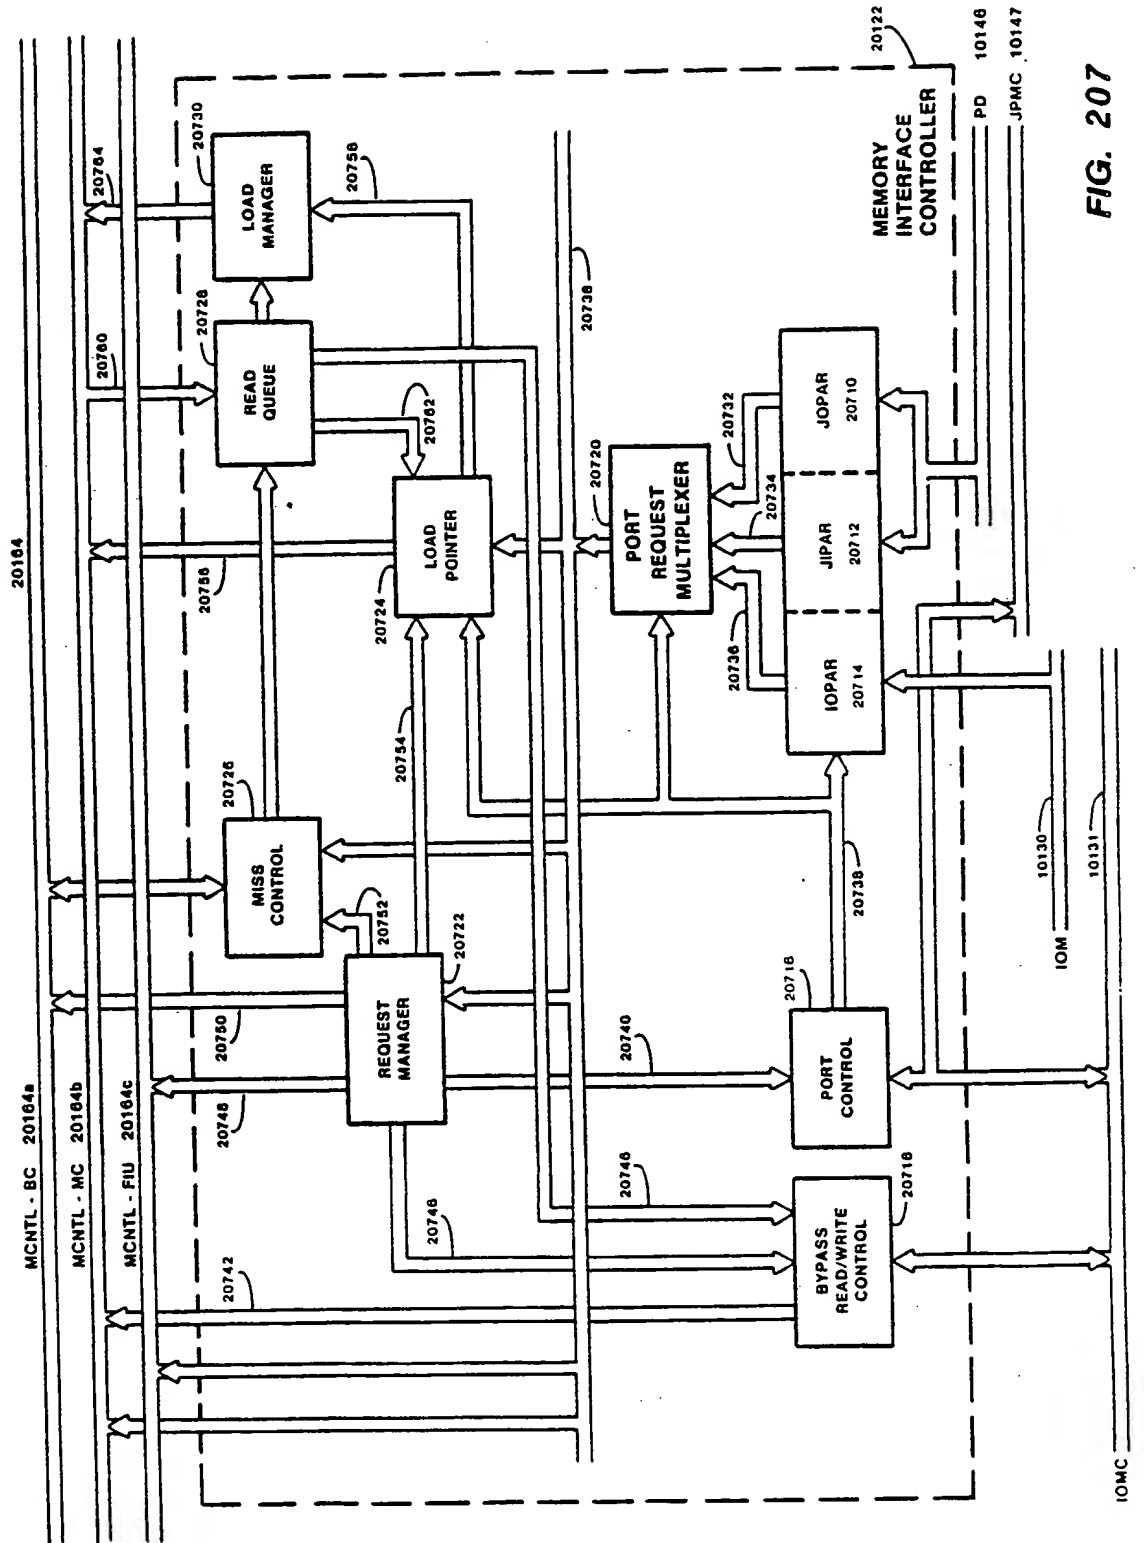 20164
MCNTL - BC 20164a
MCNTL - MC 20164b
MCNTL - FIU 20164c
20742
20748
20750
20756
20760
20764
REQUEST
MANAGER
20722
MISS
CONTROL
20726
20752
20754
LOAD
POINTER
20724
READ
QUEUE
20728
LOAD
MANAGER
20730
20762
20758
20738
20746
20746
20740
BYPASS
READ/WRITE
CONTROL
20718
PORT
CONTROL
20716
20738
PORT
REQUEST
MULTIPLEXER
20720
20736
20734
20732
IOPAR
20714
JIPAR
20712
JOPAR
20710
MEMORY
INTERFACE
CONTROLLER
20122
PD 10146
JPMC 10147
IOM
10130
10131
IOMC
FIG. 207